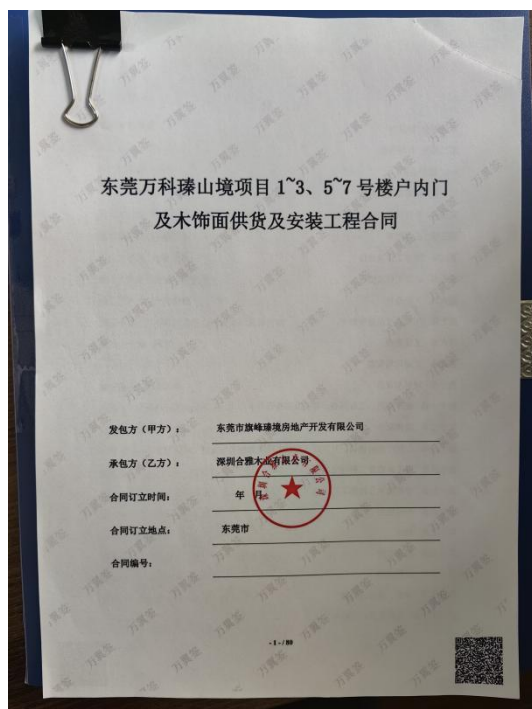 东莞万科瑧山境项目 1~3、5~7 号楼户内门
及木饰面供货及安装工程合同
发包方（甲方）： 东莞市旗峰瑧境房地产开发有限公司
承包方（乙方）： 深圳合雅木业有限公司
合同订立时间： 年 月
合同订立地点： 东莞市
合同编号：
- 1 - / 80